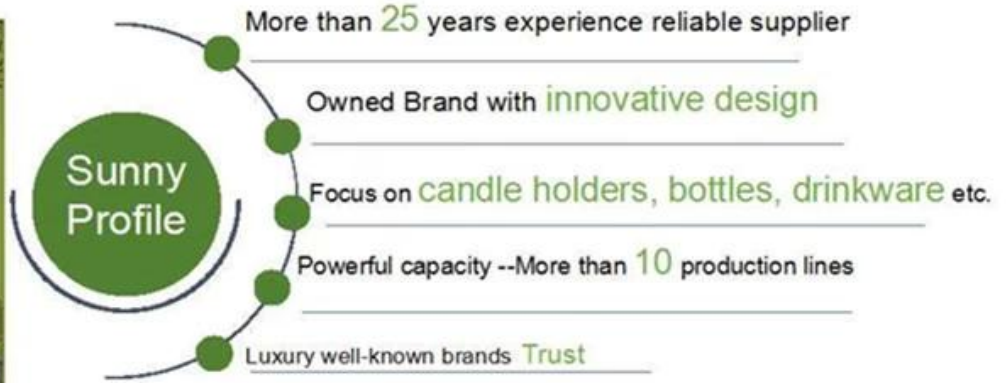 Sunny
Profile
More than 25 years experience reliable supplier
Owned Brand with innovative design
Focus on candle holders, bottles, drinkware etc.
Powerful capacity --More than 10 production lines
Luxury well-known brands Trust